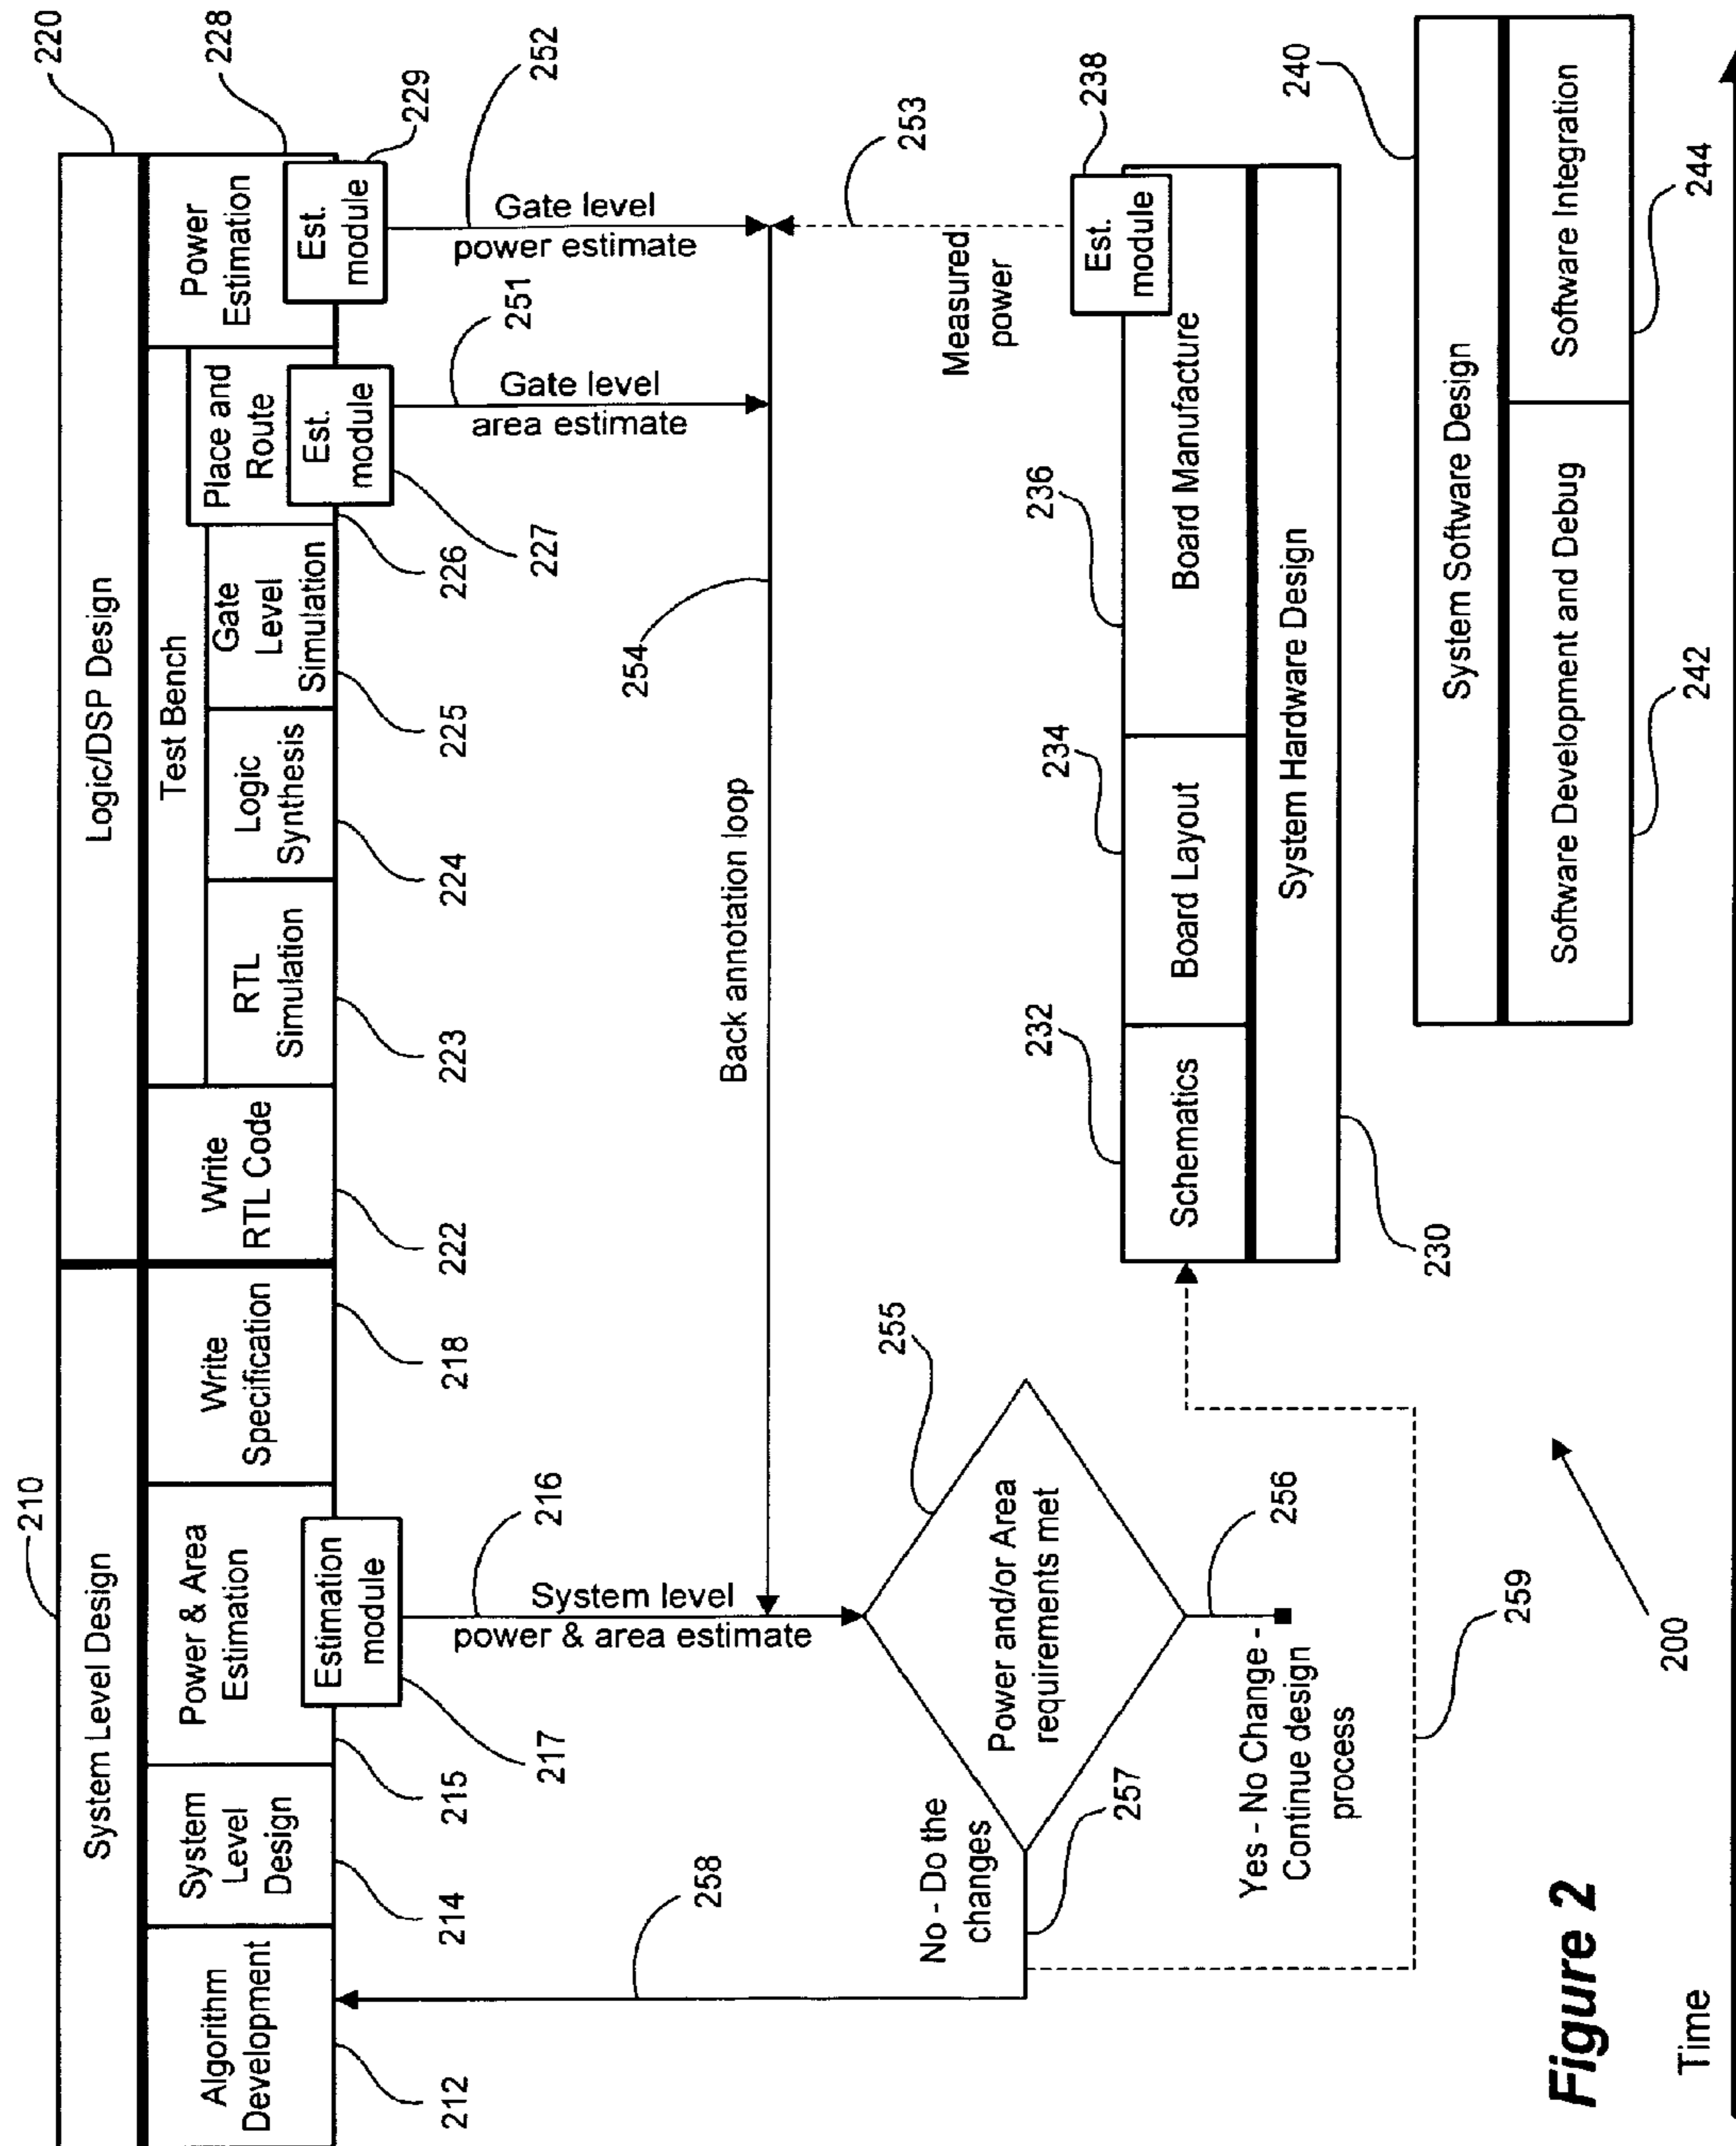 210
220
System Level Design
Logic/DSP Design
228
Algorithm
Development
System
Level
Design
Power & Area
Estimation
Write
Specification
Write
RTL Code
Test Bench
RTL
Simulation
Logic
Synthesis
Gate
Level
Simulation
Place and
Route
Power
Estimation
Estimation
module
Est.
module
Est.
module
229
212
214
215
217
218
222
223
224
225
226
227
216
251
252
System level
power & area estimate
Gate level
area estimate
Gate level
power estimate
258
254
Back annotation loop
253
Measured
power
255
No - Do the
changes
Power and/or Area
requirements met
257
256
Yes - No Change -
Continue design
process
259
232
234
236
238
Schematics
Board Layout
Board Manufacture
Est.
module
System Hardware Design
230
240
System Software Design
Software Development and Debug
Software Integration
242
244
200
Figure 2
Time